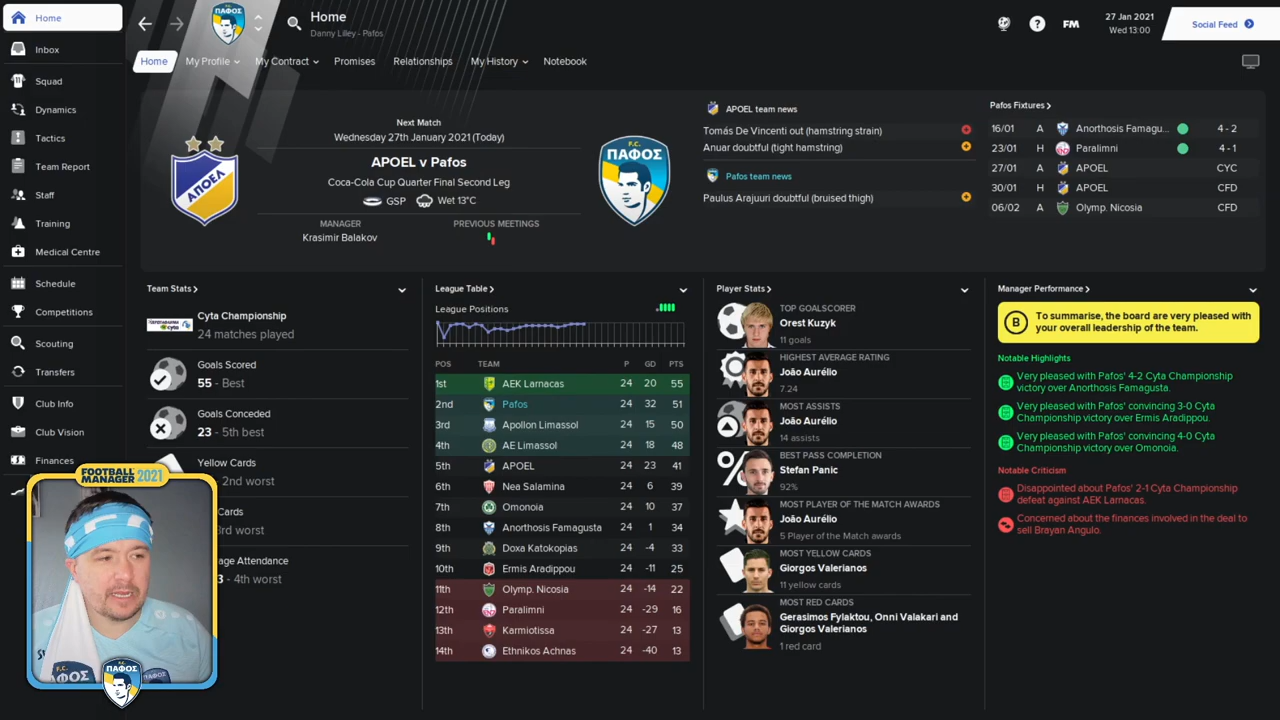 Home
Inbox
Squad
Dynamics
Tactics
Team Report
Staff
Training
Medical Centre
Schedule
Competitions
Scouting
Transfers
Club Info
Club Vision
Finances
Home
Danny Lilley - Pafos
FM
27 Jan 2021
Wed 13:00
Social Feed
Home
My Profile
My Contract
Promises
Relationships
My History
Notebook
Next Match
Wednesday 27th January 2021 (Today)
APOEL v Pafos
Coca-Cola Cup Quarter Final Second Leg
GSP Wet 13°C
MANAGER
Krasimir Balakov
PREVIOUS MEETINGS
ΑΠΟΕΛ
F.C.
ΠΑΦΟΣ
APOEL team news
Tomás De Vincenti out (hamstring strain)
Anuar doubtful (tight hamstring)
Pafos team news
Paulus Arajuuri doubtful (bruised thigh)
Pafos Fixtures
16/01 A Anorthosis Famagu... 4 - 2
23/01 H Paralimni 4 - 1
27/01 A APOEL CYC
30/01 H APOEL CFD
06/02 A Olymp. Nicosia CFD
Team Stats
Cyta Championship
24 matches played
Goals Scored
55 - Best
Goals Conceded
23 - 5th best
Yellow Cards
2nd worst
Cards
3rd worst
age Attendance
3 - 4th worst
League Table
League Positions
POS TEAM P GD PTS
1st AEK Larnacas 24 20 55
2nd Pafos 24 32 51
3rd Apollon Limassol 24 15 50
4th AE Limassol 24 18 48
5th APOEL 24 23 41
6th Nea Salamina 24 6 39
7th Omonoia 24 10 37
8th Anorthosis Famagusta 24 1 34
9th Doxa Katokopias 24 -4 33
10th Ermis Aradippou 24 -11 25
11th Olymp. Nicosia 24 -14 22
12th Paralimni 24 -29 16
13th Karmiotissa 24 -27 13
14th Ethnikos Achnas 24 -40 13
Player Stats
TOP GOALSCORER
Orest Kuzyk
11 goals
HIGHEST AVERAGE RATING
João Aurélio
7.24
MOST ASSISTS
João Aurélio
14 assists
BEST PASS COMPLETION
Stefan Panic
92%
MOST PLAYER OF THE MATCH AWARDS
João Aurélio
5 Player of the Match awards
MOST YELLOW CARDS
Giorgos Valerianos
11 yellow cards
MOST RED CARDS
Gerasimos Fylaktou, Onni Valakari and
Giorgos Valerianos
1 red card
Manager Performance
B
To summarise, the board are very pleased with
your overall leadership of the team.
Notable Highlights
Very pleased with Pafos' 4-2 Cyta Championship
victory over Anorthosis Famagusta.
Very pleased with Pafos' convincing 3-0 Cyta
Championship victory over Ermis Aradippou.
Very pleased with Pafos' convincing 4-0 Cyta
Championship victory over Omonoia.
Notable Criticism
Disappointed about Pafos' 2-1 Cyta Championship
defeat against AEK Larnacas.
Concerned about the finances involved in the deal to
sell Brayan Angulo.
FOOTBALL
MANAGER 2021
ΠΑΦΟΣ